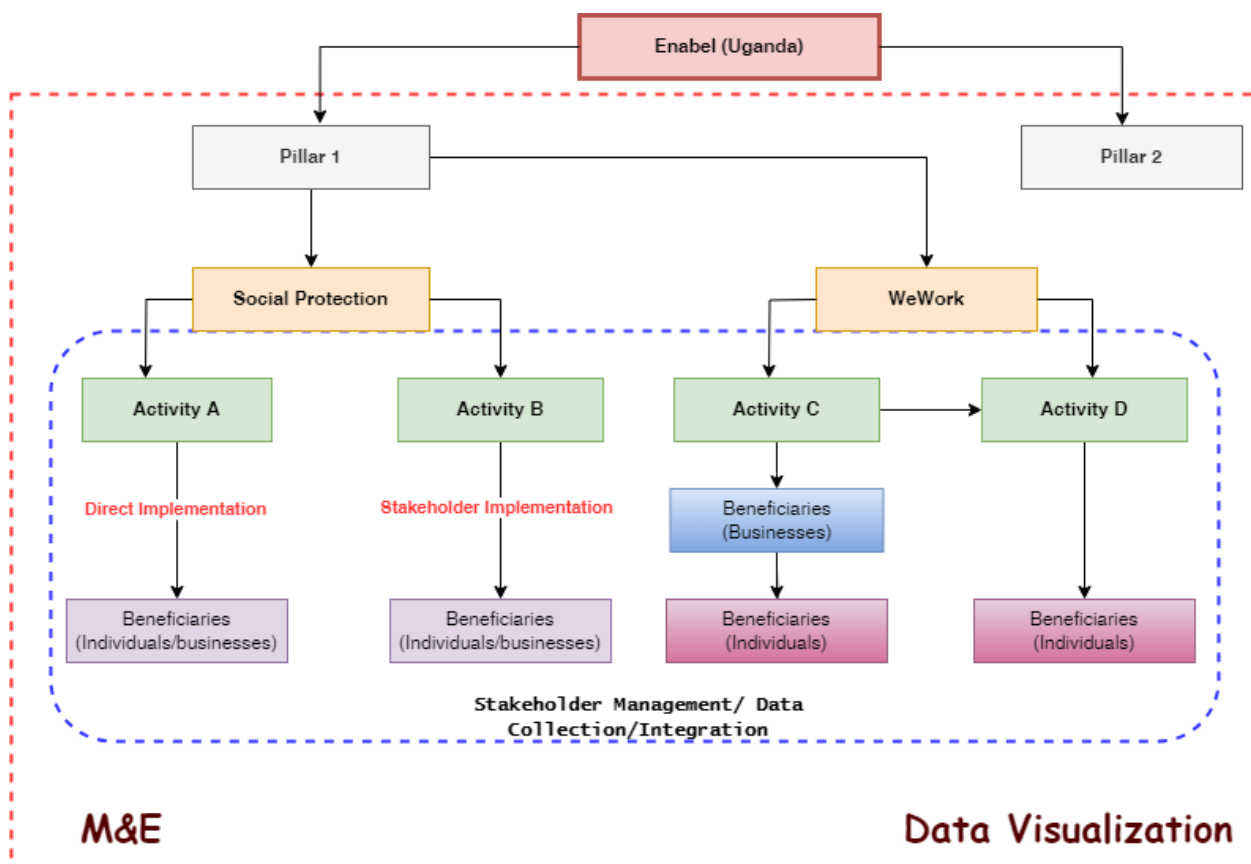 Enabel (Uganda)
Pillar 1
Pillar 2
Social Protection
WeWork
Activity A
Activity B
Activity C
Activity D
Direct Implementation
Stakeholder Implementation
Beneficiaries
(Businesses)
Beneficiaries
(Individuals/businesses)
Beneficiaries
(Individuals/businesses)
Beneficiaries
(Individuals)
Beneficiaries
(Individuals)
Stakeholder Management/ Data
Collection/Integration
M&E
Data Visualization